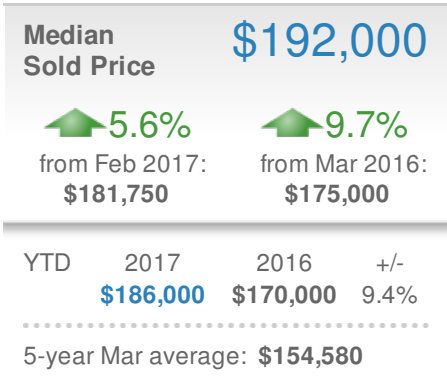 Median $192,000
Sold Price
5.6% 9.7%
from Feb 2017: from Mar 2016:
$181,750 $175,000
YTD 2017 2016 +/-
$186,000 $170,000 9.4%
5-year Mar average: $154,580